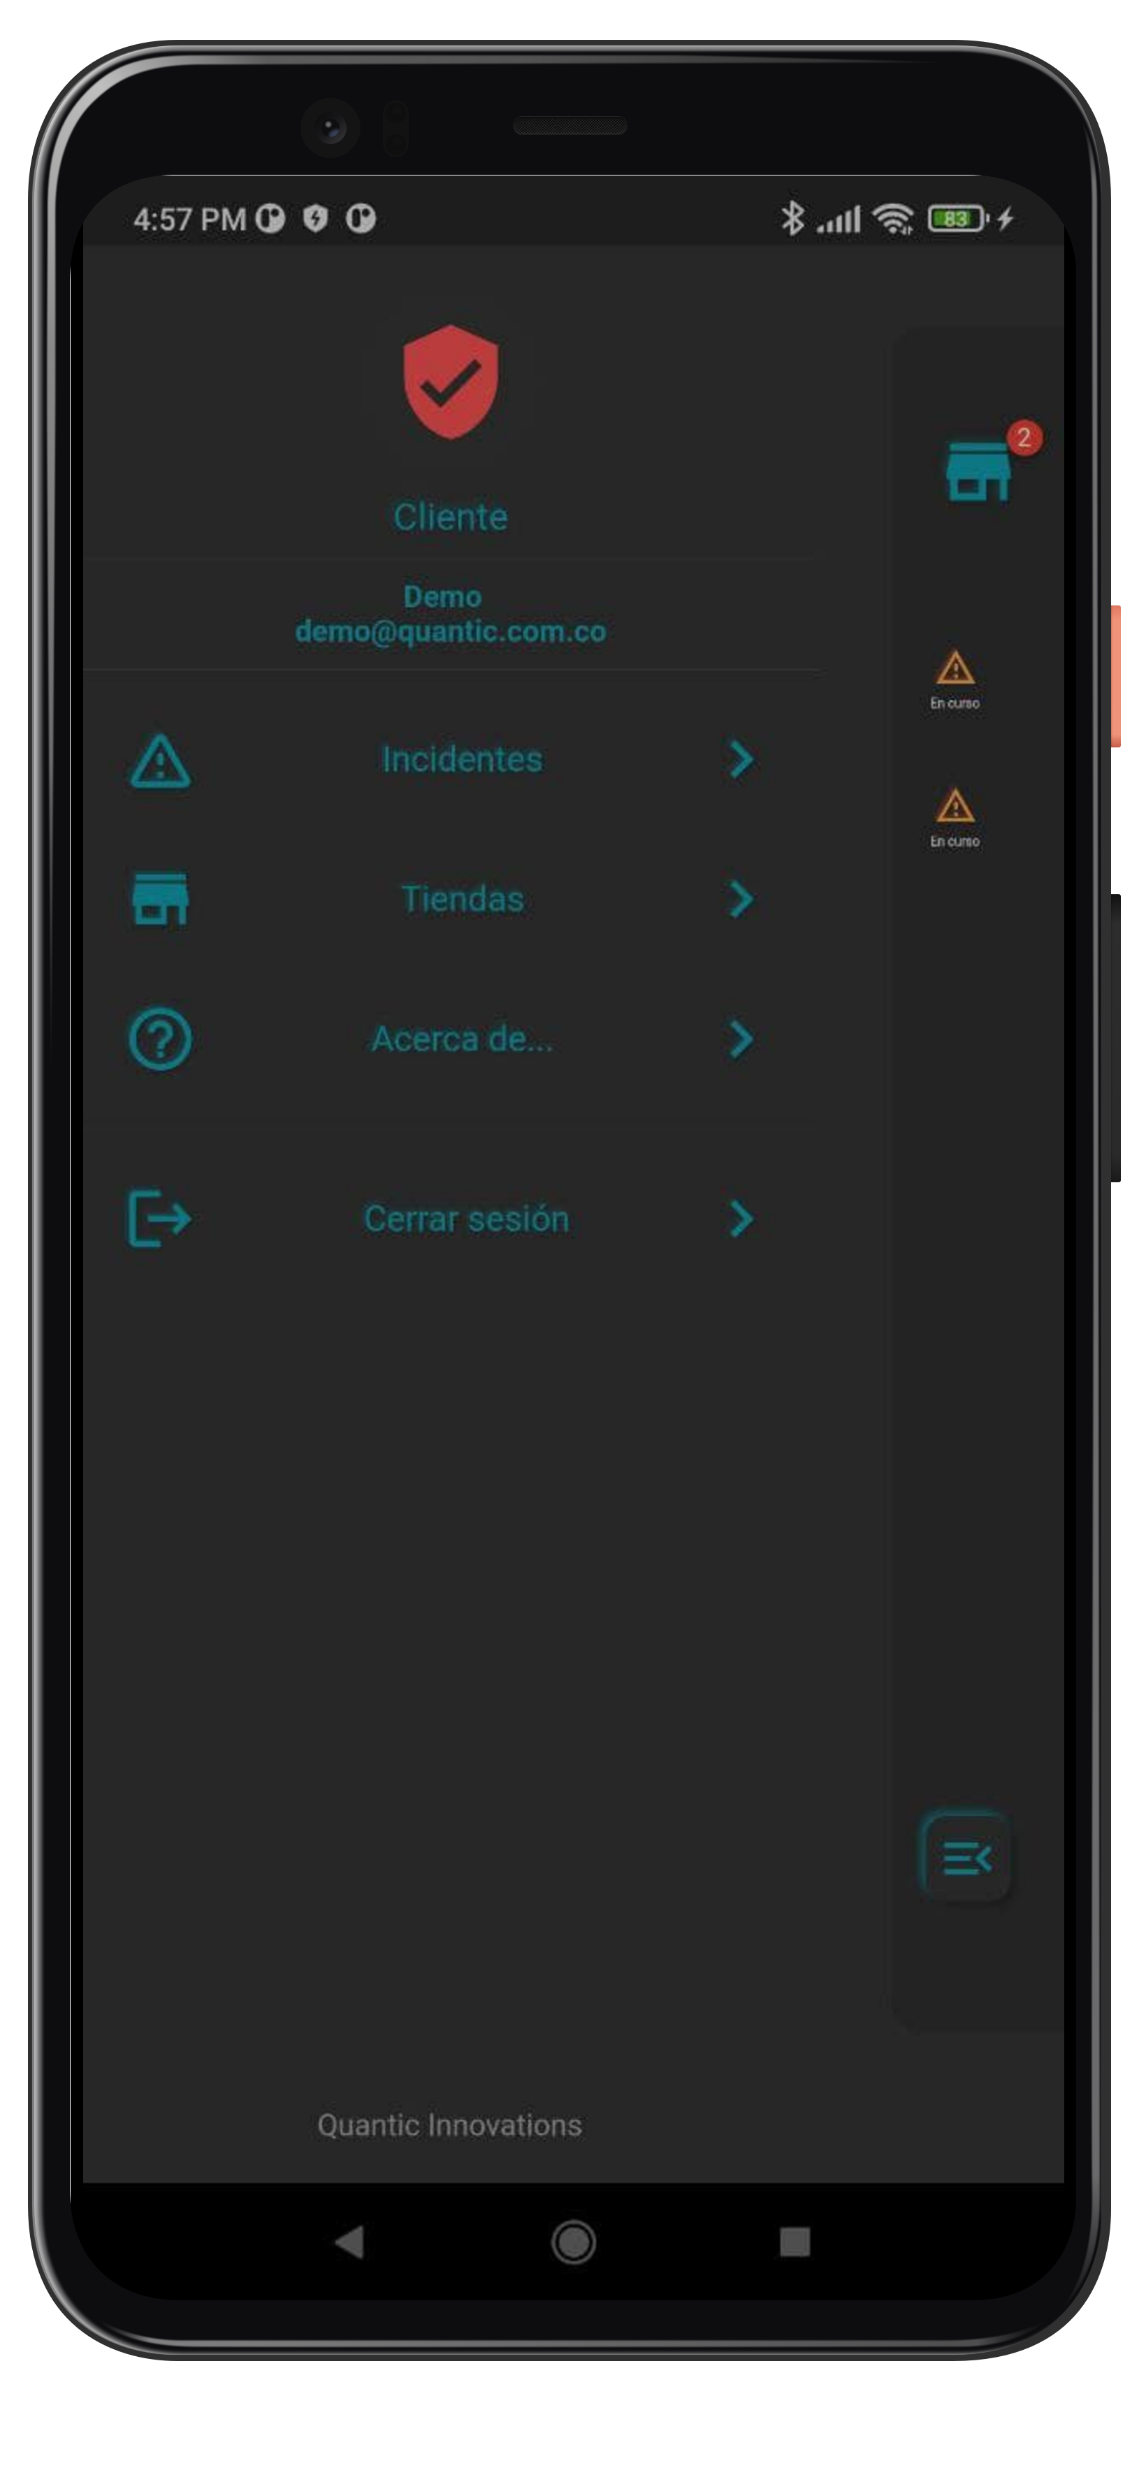 4:57 PM
83
Cliente
2
Demo
demo@quantic.com.co
En curso
Incidentes
En curso
Tiendas
Acerca de...
Cerrar sesión
Quantic Innovations